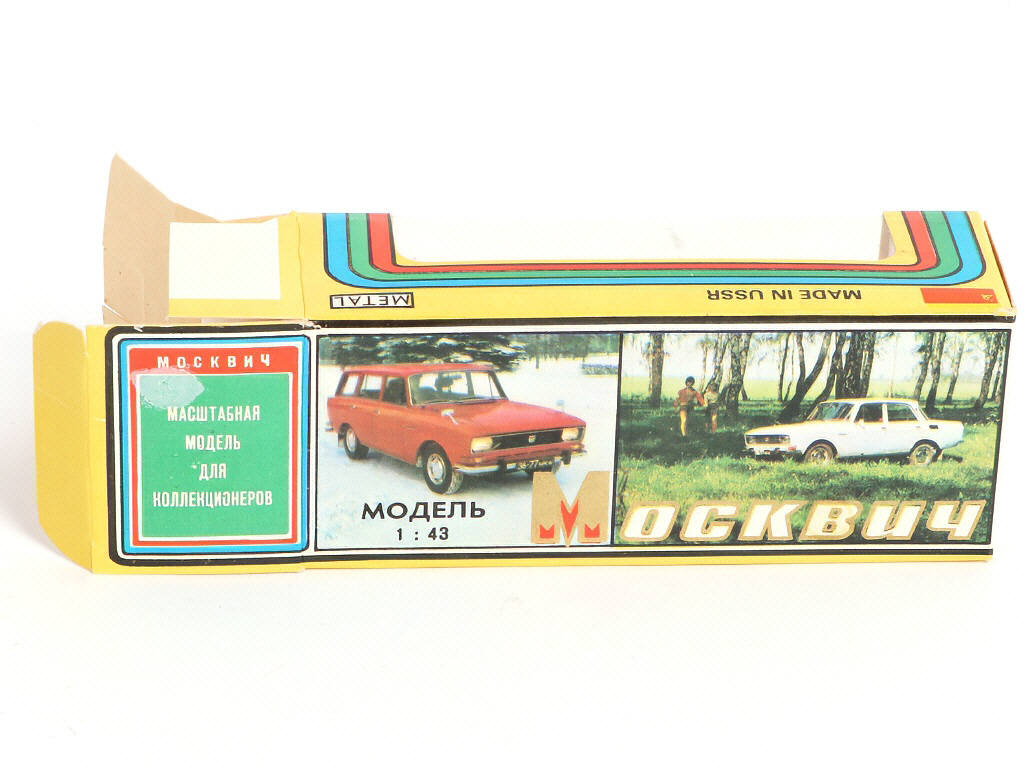 METAL
MADE IN USSR
МОСКВИЧ
МАСШТАБНАЯ
МОДЕЛЬ
ДЛЯ
КОЛЛЕКЦИОНЕРОВ
МОДЕЛЬ
1 : 43
МОСКВИЧ